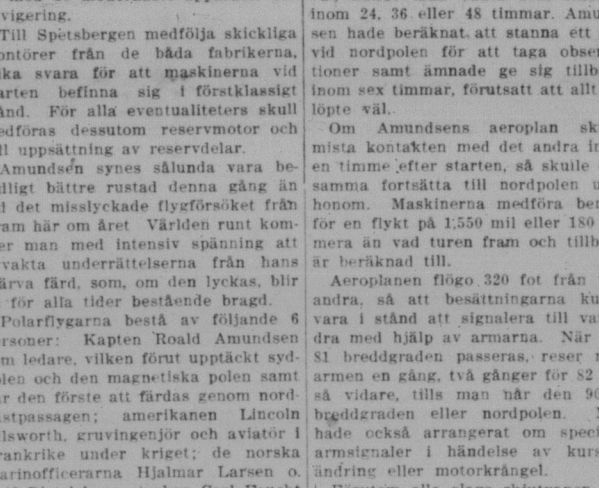 vigering.
Till Spetsbergen medfölja skickliga
ontörer från de båda fabrikerna,
ka svara för att maskinerna vid
arten befinna sig i förstklassigt
ånd. För alla eventualiteters skull
edföras dessutom reservmotor och
ll uppsättning av reservdelar.
Amundsen synes sålunda vara be-
dligt bättre rustad denna gång än
d det misslyckade flygförsöket från
ram här om året Världen runt kom-
er man med intensiv spänning att
vakta underrättelserna från hans
ärva färd, som, om den lyckas, blir
för alla tider bestående bragd.
Polarflygarna bestå av följande 6
rsoner: Kapten Roald Amundsen
m ledare, vilken förut upptäckt syd-
len och den magnetiska polen samt
r den förste att färdas genom nord-
stpassagen; amerikanen Lincoln
lsworth, gruvingenjör och aviatör i
rankrike under kriget; de norska
arinofficerarna Hjalmar Larsen o.
inom 24, 36 eller 48 timmar. Amu
sen hade beräknat att stanna ett
vid nordpolen för att taga obser
tioner samt ämnade ge sig tillb
inom sex timmar, förutsatt att allt
löpte väl.
Om Amundsens aeroplan sk
mista kontakten med det andra in
en timme efter starten, så skulle
samma fortsätta till nordpolen u
honom. Maskinerna medföra ben
för en flykt på 1,550 mil eller 180
mera än vad turen fram och tillb
är beräknad till.
Aeroplanen flögo 320 fot från
andra, så att besättningarna ku
vara i stånd att signalera till va
dra med hjälp av armarna. När
81 breddgraden passeras, reser
armen en gång, två gånger för 82
så vidare, tills man når den 90
breddgraden eller nordpolen.
hade också arrangerat om speci
armsignaler i händelse av kurs
ändring eller motorkrångel.